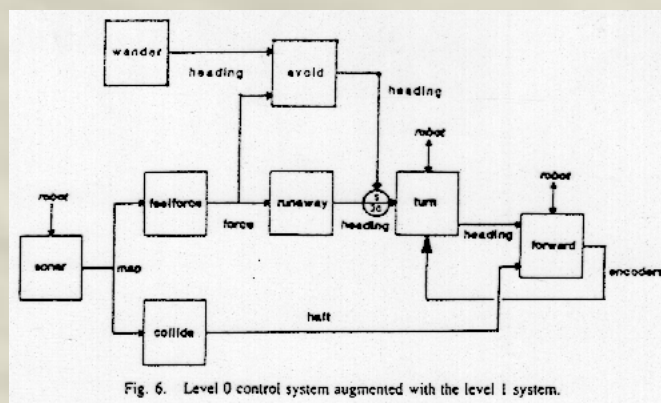 wander
avoid
heading
heading
robot
robot
robot
feelforce
runaway
S
turn
force
heading
heading
forward
sonar
map
encoders
halt
collide
Fig. 6. Level 0 control system augmented with the level 1 system.